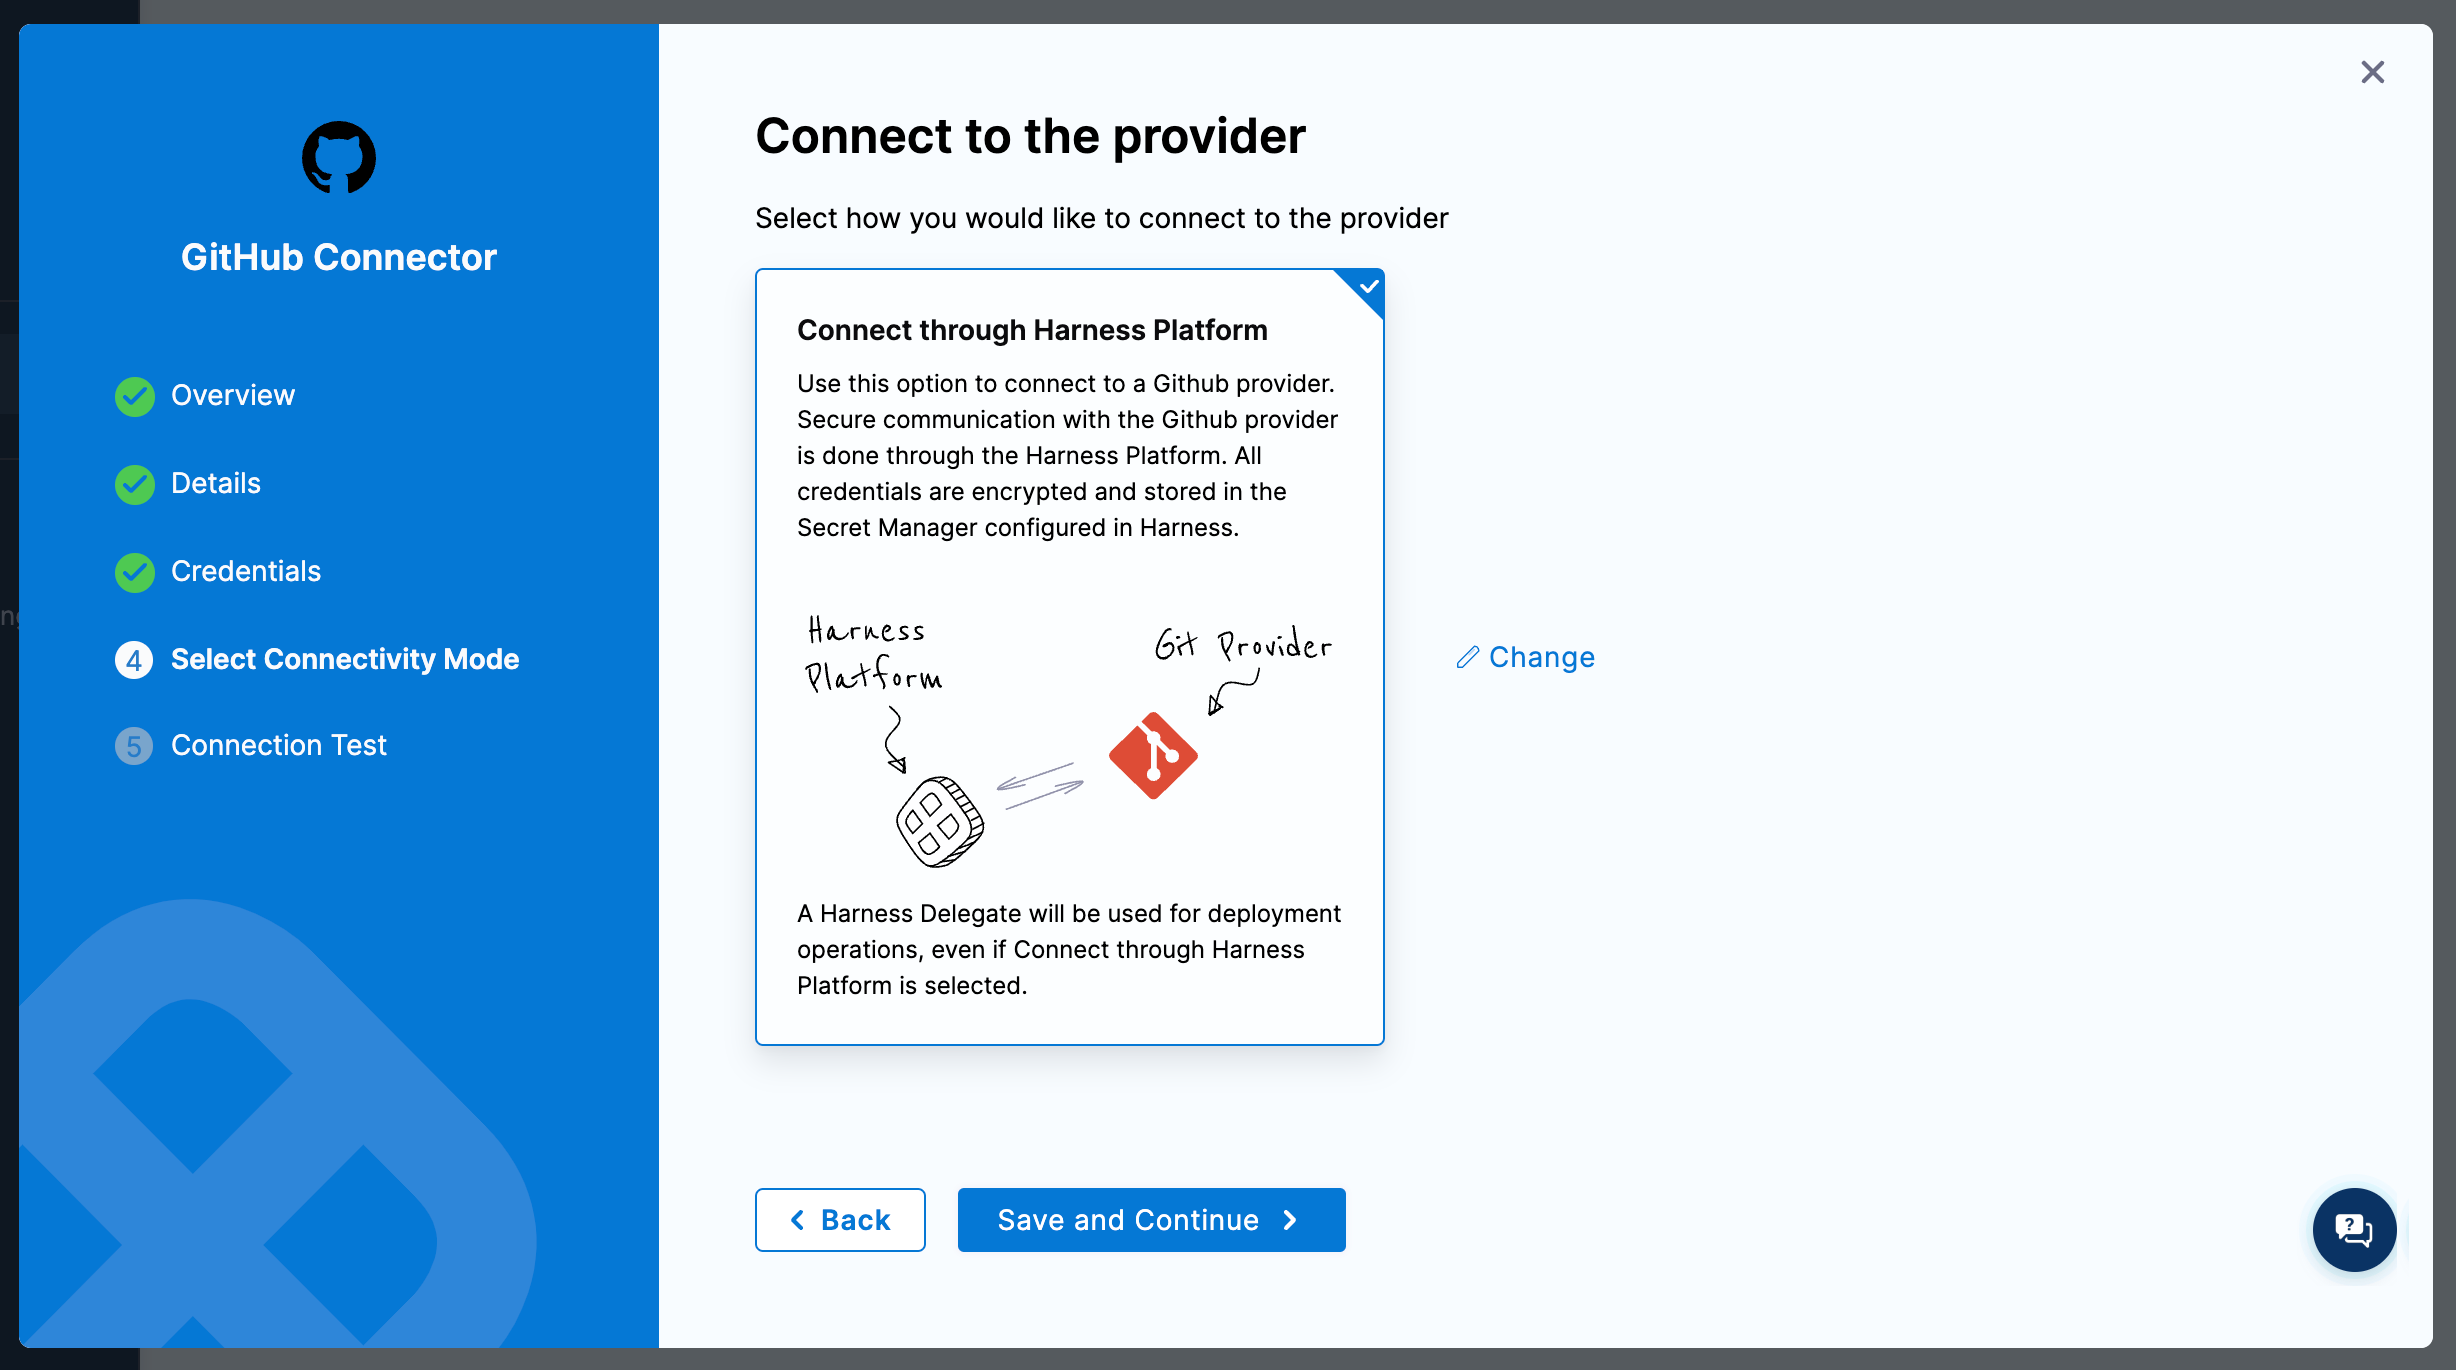 GitHub Connector
Overview
Details
Credentials
4 Select Connectivity Mode
5 Connection Test
Connect to the provider
Select how you would like to connect to the provider
Connect through Harness Platform
Use this option to connect to a Github provider.
Secure communication with the Github provider
is done through the Harness Platform. All
credentials are encrypted and stored in the
Secret Manager configured in Harness.
Harness
Platform
Git Provider
A Harness Delegate will be used for deployment
operations, even if Connect through Harness
Platform is selected.
Change
Back
Save and Continue
?